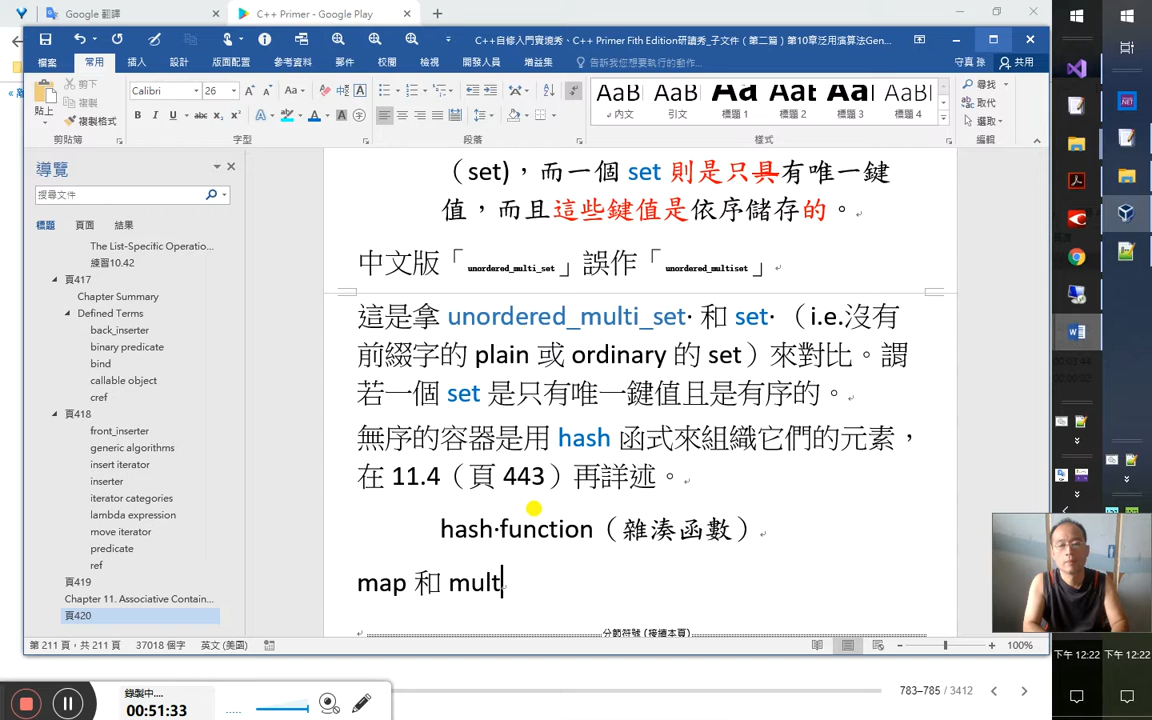 Google 翻譯
C++ Primer - Google Play
C++自修入門實境秀、C++ Primer Fith Edition研讀秀_子文件（第二篇）第10章泛用演算法Gen...
檔案 常用 插入 設計 版面配置 參考資料 郵件 校閱 檢視 開發人員 增益集 告訴我您想要執行的動作... 守真 孫 共用
貼上 剪下 複製 複製格式 Calibri 26
AaBb AaBb AaB AaBb AaBl AaBbl
內文 引文 標題 1 標題 2 標題 3 標題 4
尋找 取代 選取
剪貼簿 字型 段落 樣式 編輯
導覽
搜尋文件
標題 頁面 結果
The List-Specific Operatio...
練習10.42
頁417
Chapter Summary
Defined Terms
back_inserter
binary predicate
bind
callable object
cref
頁418
front_inserter
generic algorithms
insert iterator
iterator categories
lambda expression
move iterator
predicate
ref
頁419
Chapter 11. Associative Contain...
頁420
（set)，而一個 set 則是只具有唯一鍵
值，而且這些鍵值是依序儲存的。
中文版「unordered_multi_set」誤作「unordered_multiset」
這是拿 unordered_multi_set· 和 set· （i.e.沒有
前綴字的 plain 或 ordinary 的 set）來對比。謂
若一個 set 是只有唯一鍵值且是有序的。
無序的容器是用 hash 函式來組織它們的元素，
在 11.4（頁 443）再詳述。
hash·function（雜湊函數）
map 和 mult
分節符號 (接續本頁)
第 211 頁，共 211 頁 37018 個字 英文 (美國) 100%
錄製中....
00:51:33
783–785 / 3412
下午 12:22 下午 12:22